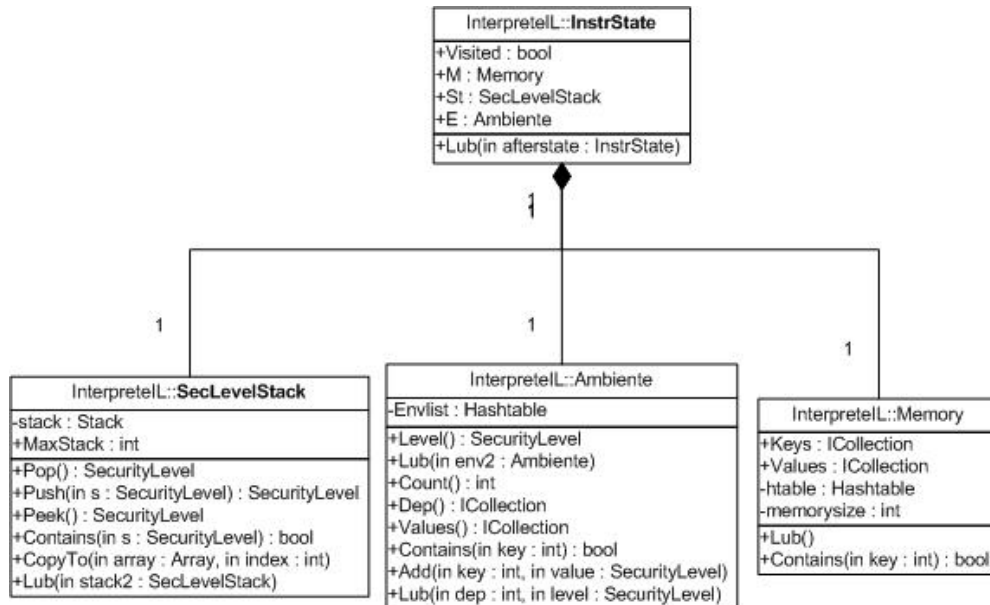 InterpreteIL::InstrState
+Visited : bool
+M : Memory
+St : SecLevelStack
+E : Ambiente
+Lub(in afterstate : InstrState)
1
1
1
1
1
InterpreteIL::SecLevelStack
-stack : Stack
+MaxStack : int
+Pop() : SecurityLevel
+Push(in s : SecurityLevel) : SecurityLevel
+Peek() : SecurityLevel
+Contains(in s : SecurityLevel) : bool
+CopyTo(in array : Array, in index : int)
+Lub(in stack2 : SecLevelStack)
InterpreteIL::Ambiente
-Envlist : Hashtable
+Level() : SecurityLevel
+Lub(in env2 : Ambiente)
+Count() : int
+Dep() : ICollection
+Values() : ICollection
+Contains(in key : int) : bool
+Add(in key : int, in value : SecurityLevel)
+Lub(in dep : int, in level : SecurityLevel)
InterpreteIL::Memory
+Keys : ICollection
+Values : ICollection
-htable : Hashtable
-memorysize : int
+Lub()
+Contains(in key : int) : bool